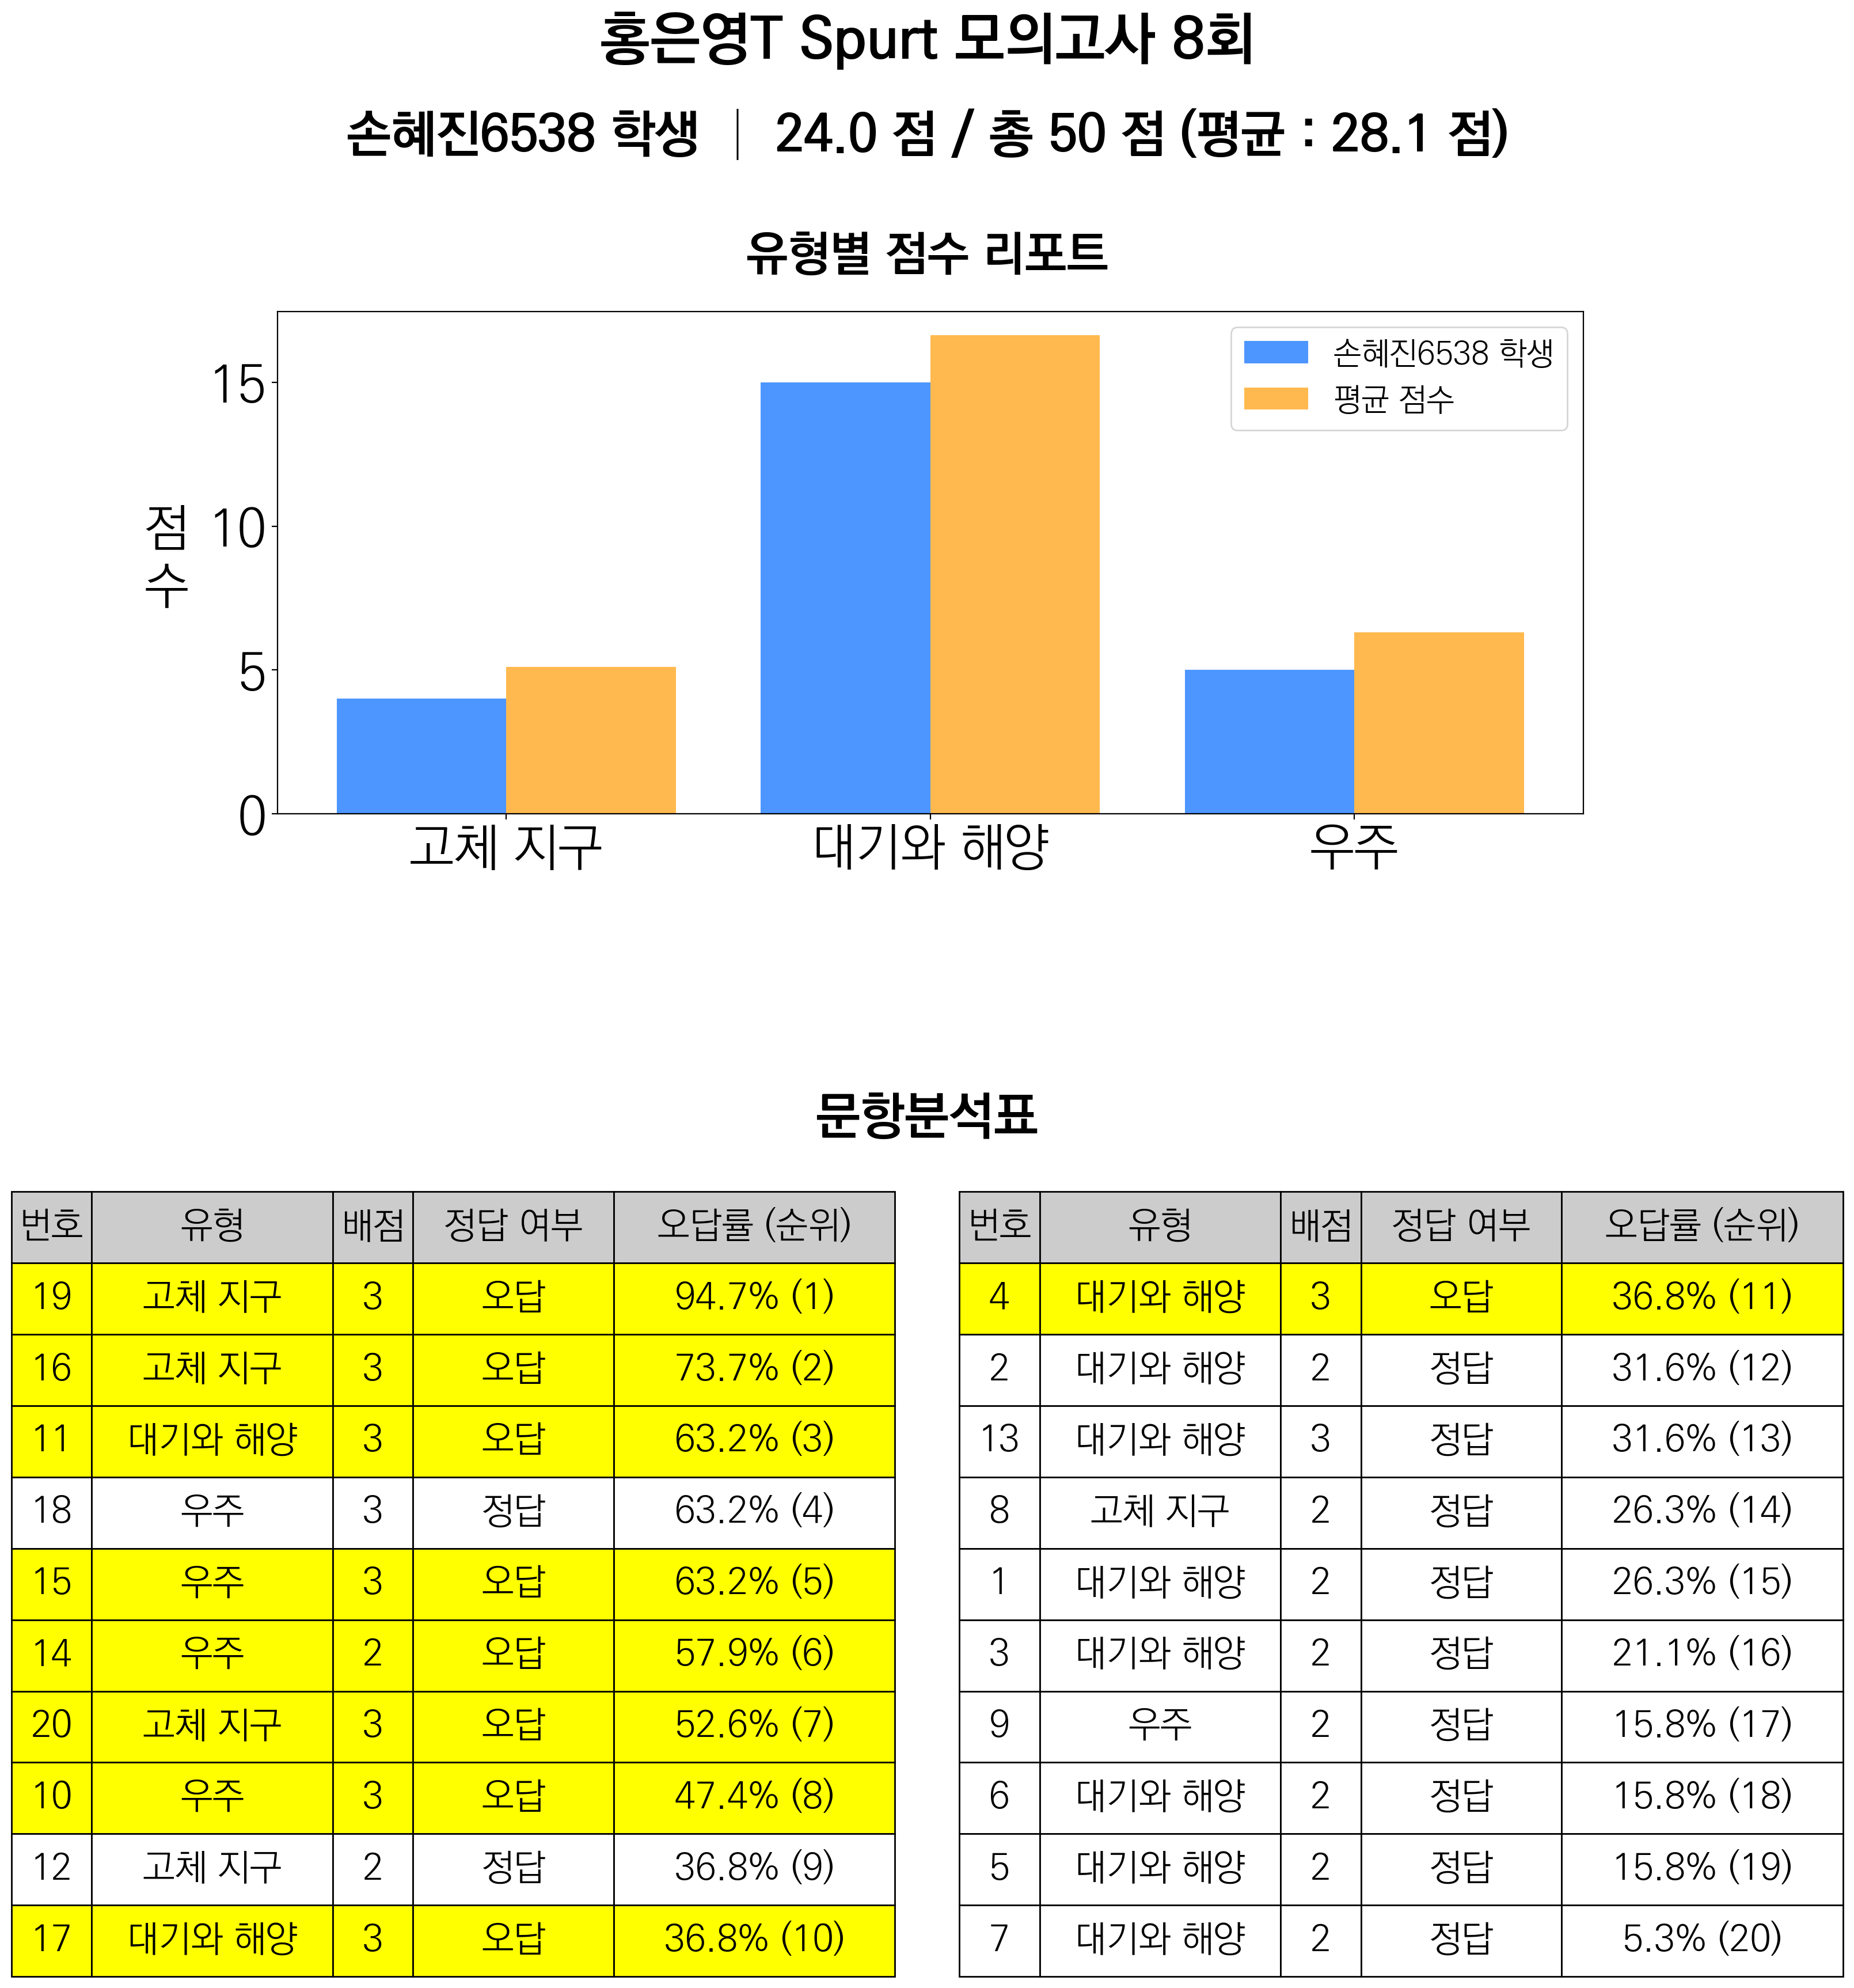 홍은영T Spurt 모의고사 8회
손혜진6538 학생 │ 24.0 점 / 총 50 점 (평균 : 28.1 점)
유형별 점수 리포트
손혜진6538 학생
평균 점수
점수
15
10
5
0
고체 지구 대기와 해양 우주
문항분석표
번호 유형 배점 정답 여부 오답률 (순위)
19 고체 지구 3 오답 94.7% (1)
16 고체 지구 3 오답 73.7% (2)
11 대기와 해양 3 오답 63.2% (3)
18 우주 3 정답 63.2% (4)
15 우주 3 오답 63.2% (5)
14 우주 2 오답 57.9% (6)
20 고체 지구 3 오답 52.6% (7)
10 우주 3 오답 47.4% (8)
12 고체 지구 2 정답 36.8% (9)
17 대기와 해양 3 오답 36.8% (10)
번호 유형 배점 정답 여부 오답률 (순위)
4 대기와 해양 3 오답 36.8% (11)
2 대기와 해양 2 정답 31.6% (12)
13 대기와 해양 3 정답 31.6% (13)
8 고체 지구 2 정답 26.3% (14)
1 대기와 해양 2 정답 26.3% (15)
3 대기와 해양 2 정답 21.1% (16)
9 우주 2 정답 15.8% (17)
6 대기와 해양 2 정답 15.8% (18)
5 대기와 해양 2 정답 15.8% (19)
7 대기와 해양 2 정답 5.3% (20)